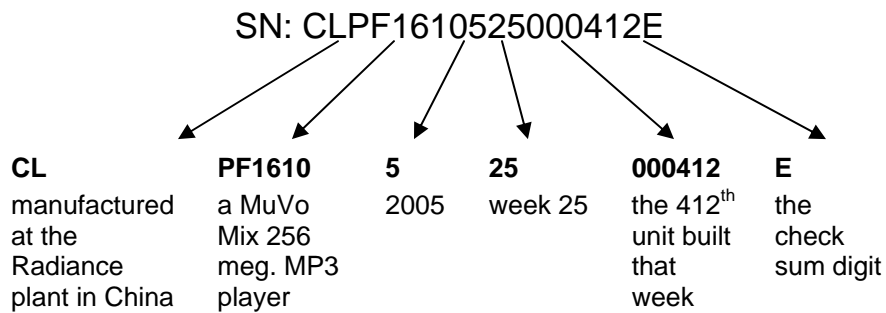 SN: CLPF1610525000412E
CL PF1610 5 25 000412 E
manufactured a MuVo 2005 week 25 the 412th the
at the Mix 256 unit built check
Radiance meg. MP3 that sum digit
plant in China player week